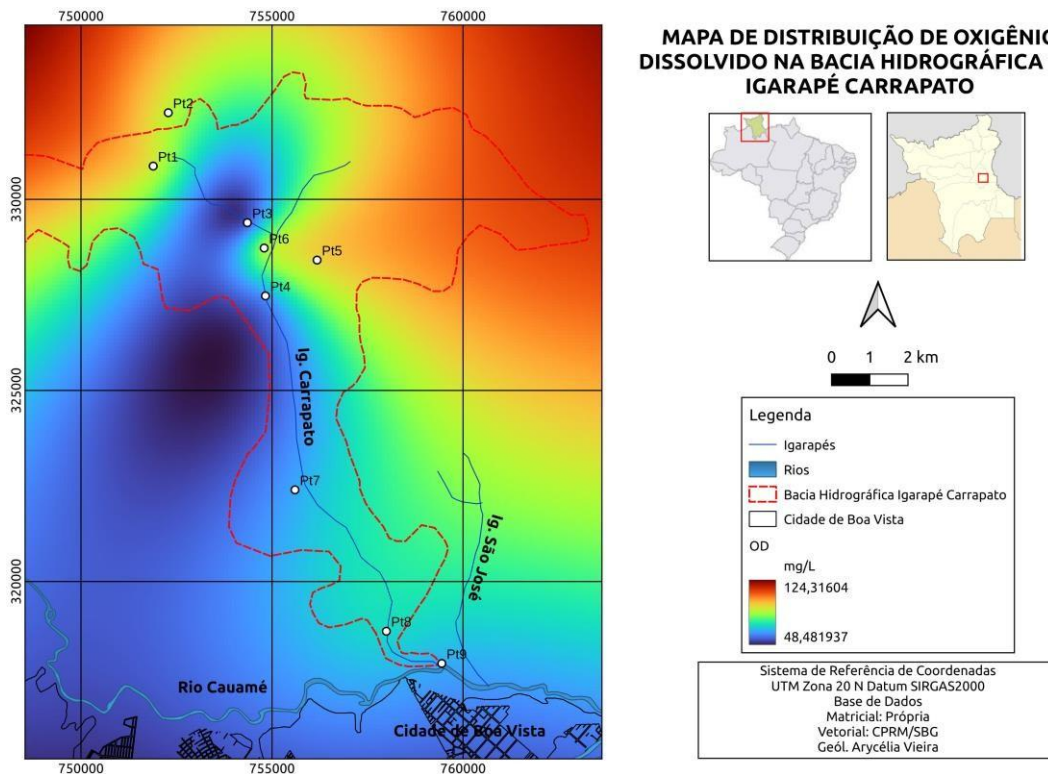 750000
755000
760000
330000
325000
320000
Pt2
Pt1
Pt3
Pt6
Pt5
Pt4
Ig. Carrapato
Pt7
Ig. São José
Pt8
Pt9
Rio Cauamé
Cidade de Boa Vista
750000
755000
760000
MAPA DE DISTRIBUIÇÃO DE OXIGÊNI
DISSOLVIDO NA BACIA HIDROGRÁFICA
IGARAPÉ CARRAPATO
0 1 2 km
Legenda
Igarapés
Rios
Bacia Hidrográfica Igarapé Carrapato
Cidade de Boa Vista
OD
mg/L
124,31604
48,481937
Sistema de Referência de Coordenadas
UTM Zona 20 N Datum SIRGAS2000
Base de Dados
Matricial: Própria
Vetorial: CPRM/SBG
Geól. Arycélia Vieira